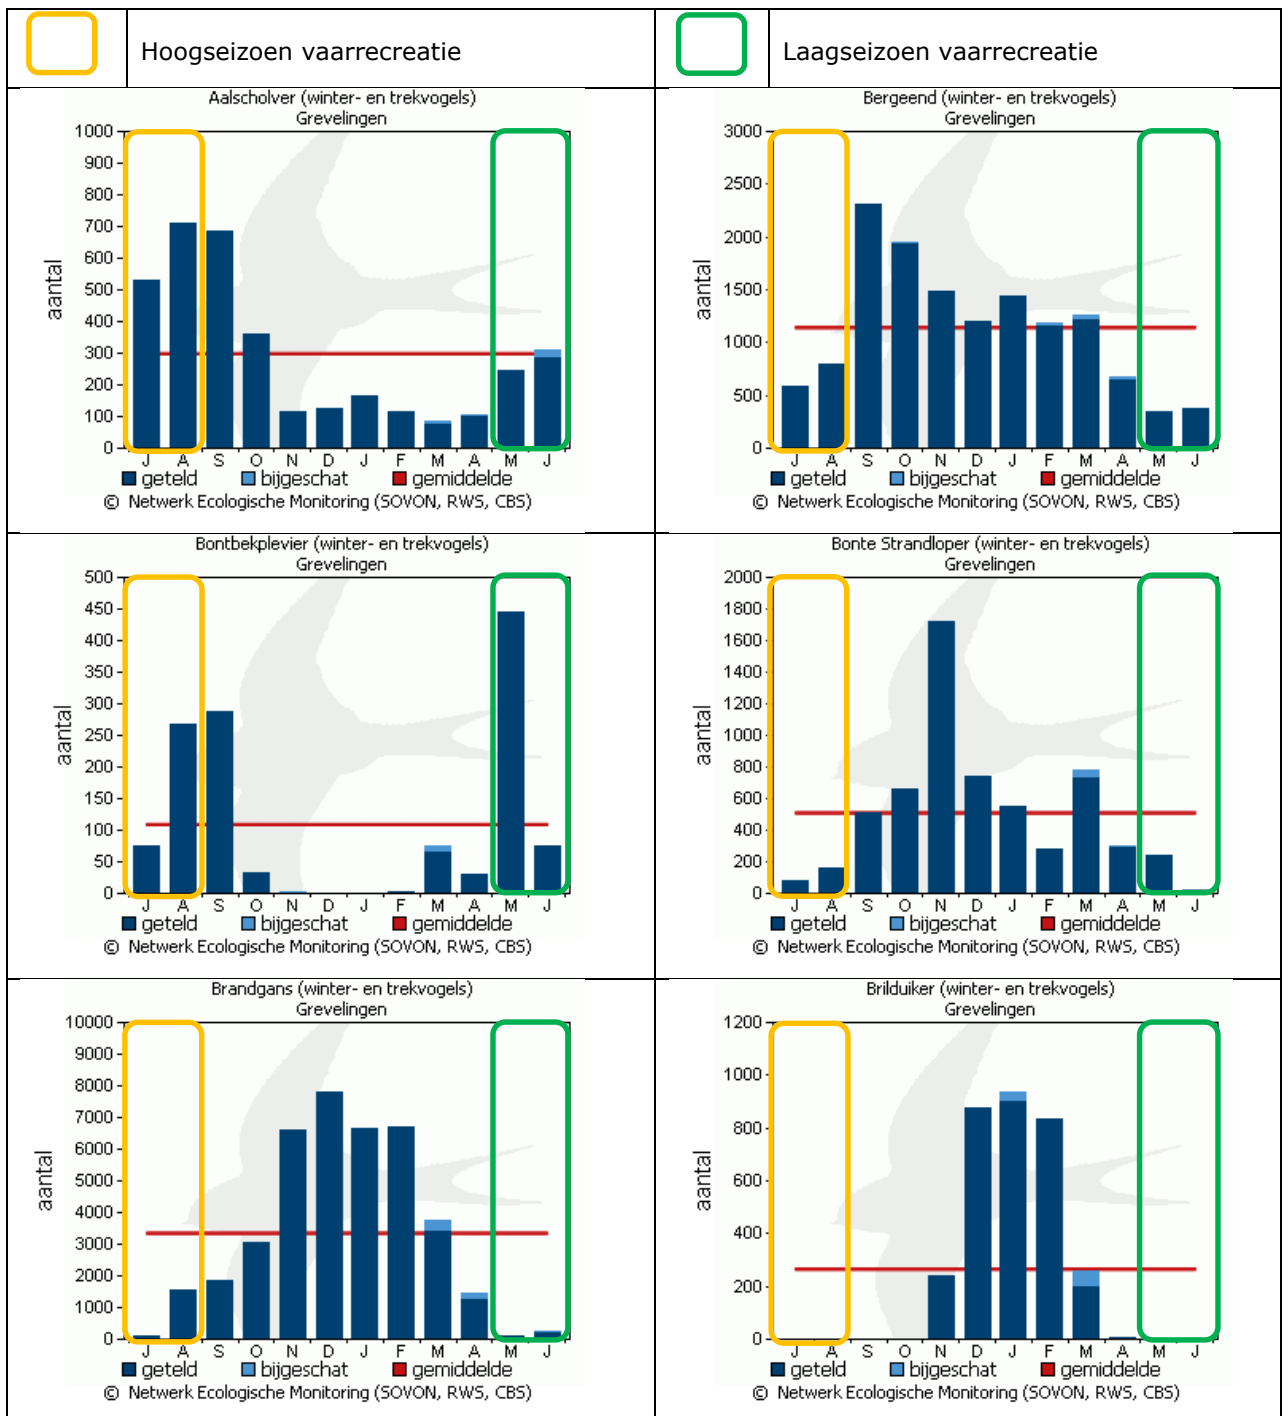 Hoogseizoen vaarrecreatie
Laagseizoen vaarrecreatie
Aalscholver (winter- en trekvogels)
Grevelingen
1000
900
800
700
600
500
400
300
200
100
0
aantal
J A S O N D J F M A M J
geteld bijgeschat gemiddelde
© Netwerk Ecologische Monitoring (SOVON, RWS, CBS)
Bergeend (winter- en trekvogels)
Grevelingen
3000
2500
2000
1500
1000
500
0
aantal
J A S O N D J F M A M J
geteld bijgeschat gemiddelde
© Netwerk Ecologische Monitoring (SOVON, RWS, CBS)
Bontbekplevier (winter- en trekvogels)
Grevelingen
500
450
400
350
300
250
200
150
100
50
0
aantal
J A S O N D J F M A M J
geteld bijgeschat gemiddelde
© Netwerk Ecologische Monitoring (SOVON, RWS, CBS)
Bonte Strandloper (winter- en trekvogels)
Grevelingen
2000
1800
1600
1400
1200
1000
800
600
400
200
0
aantal
J A S O N D J F M A M J
geteld bijgeschat gemiddelde
© Netwerk Ecologische Monitoring (SOVON, RWS, CBS)
Brandgans (winter- en trekvogels)
Grevelingen
10000
9000
8000
7000
6000
5000
4000
3000
2000
1000
0
aantal
J A S O N D J F M A M J
geteld bijgeschat gemiddelde
© Netwerk Ecologische Monitoring (SOVON, RWS, CBS)
Brilduiker (winter- en trekvogels)
Grevelingen
1200
1000
800
600
400
200
0
aantal
J A S O N D J F M A M J
geteld bijgeschat gemiddelde
© Netwerk Ecologische Monitoring (SOVON, RWS, CBS)